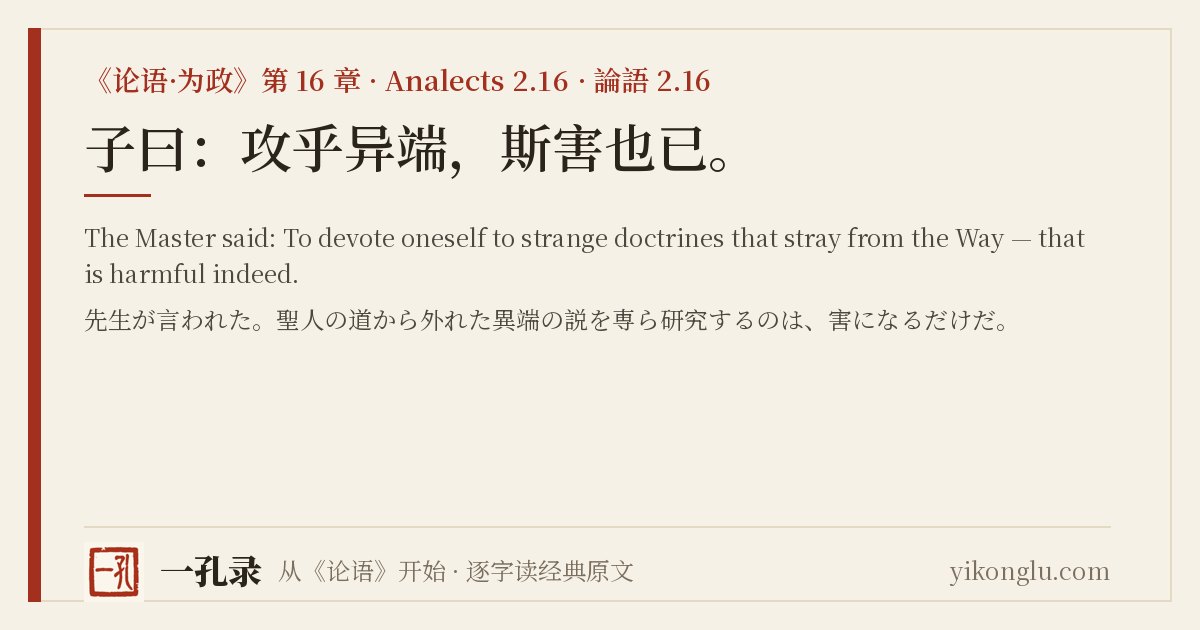 《论语·为政》第 16 章 · Analects 2.16 · 論語 2.16
子曰：攻乎异端，斯害也已。
The Master said: To devote oneself to strange doctrines that stray from the Way — that
is harmful indeed.
先生が言われた。聖人の道から外れた異端の説を専ら研究するのは、害になるだけだ。
一孔
一孔录 从《论语》开始 · 逐字读经典原文 yikonglu.com